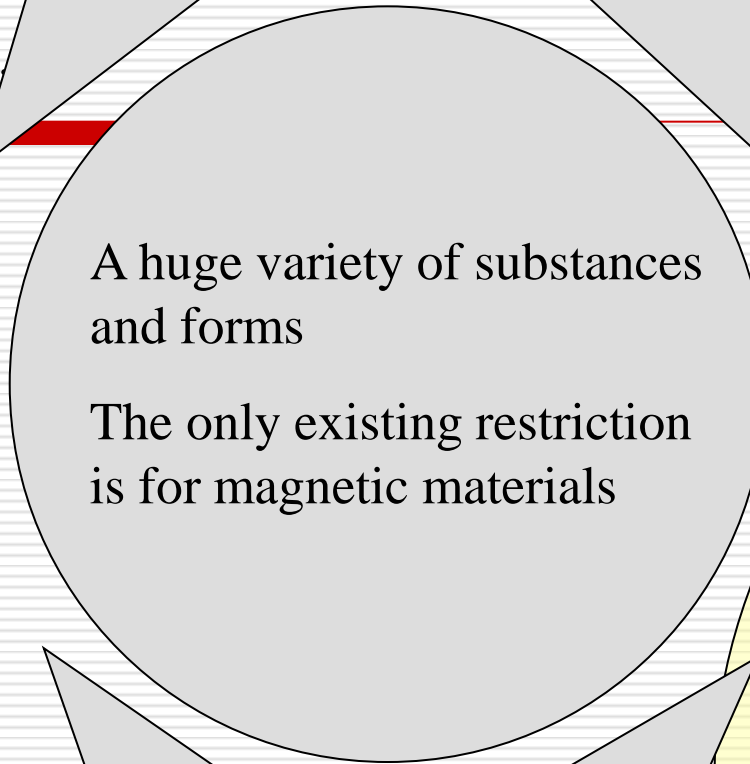 A huge variety of substances
and forms
The only existing restriction
is for magnetic materials